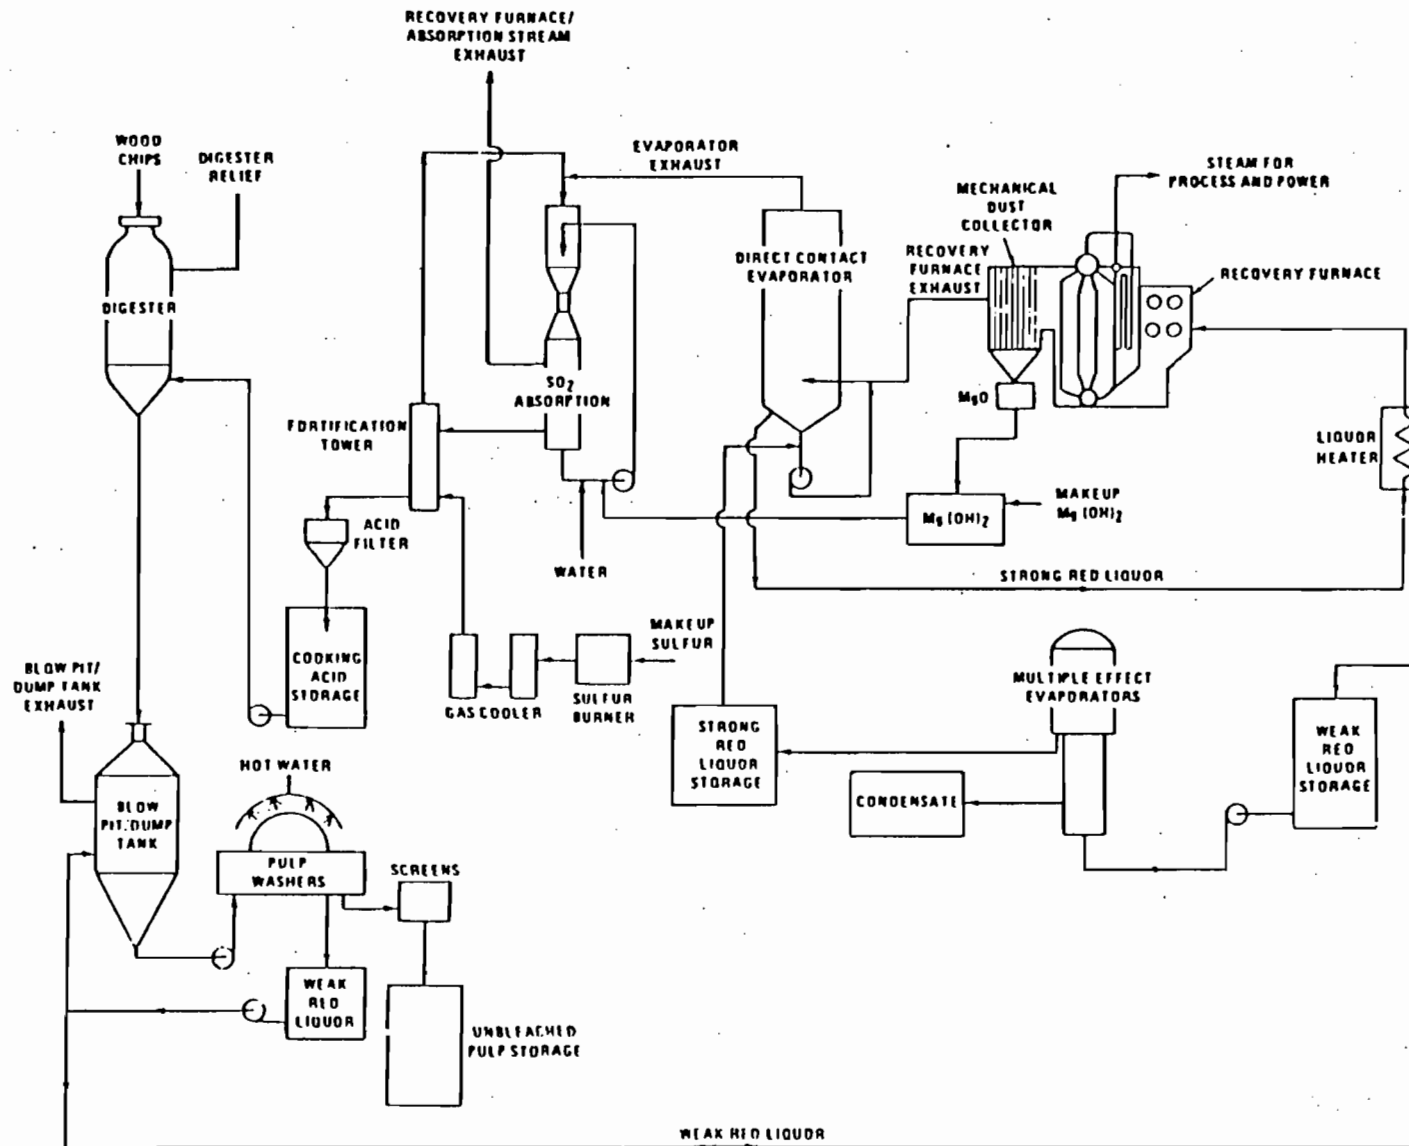 RECOVERY FURNACE/
ABSORPTION STREAM
EXHAUST
WOOD
CHIPS
DIGESTER
RELIEF
EVAPORATOR
EXHAUST
STEAM FOR
PROCESS AND POWER
MECHANICAL
DUST
COLLECTOR
RECOVERY
FURNACE
EXHAUST
DIRECT CONTACT
EVAPORATOR
RECOVERY FURNACE
DIGESTER
SO2
ABSORPTION
MgO
FORTIFICATION
TOWER
LIQUOR
HEATER
MAKEUP
Mg (OH)2
Mg (OH)2
ACID
FILTER
WATER
STRONG RED LIQUOR
MAKEUP
SULFUR
COOKING
ACID
STORAGE
BLOW PIT/
DUMP TANK
EXHAUST
GAS COOLER
SULFUR
BURNER
MULTIPLE EFFECT
EVAPORATORS
STRONG
RED
LIQUOR
STORAGE
WEAK
RED
LIQUOR
STORAGE
HOT WATER
CONDENSATE
BLOW
PIT/DUMP
TANK
PULP
WASHERS
SCREENS
WEAK
RED
LIQUOR
UNBLEACHED
PULP STORAGE
WEAK RED LIQUOR